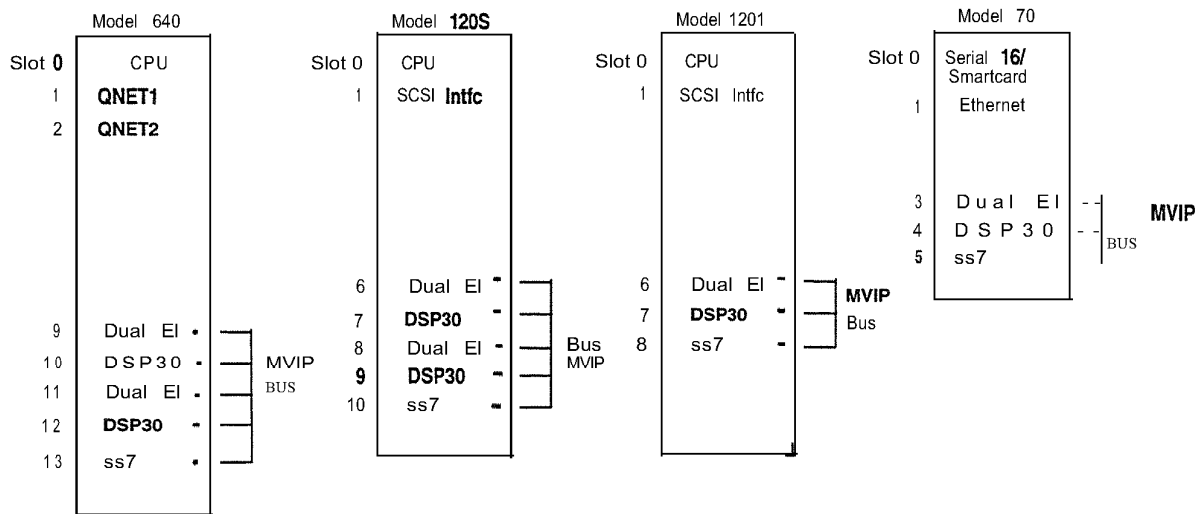 Model 640
Slot 0 CPU
1 QNET1
2 QNET2
9 Dual El
10 DSP30
11 Dual El
12 DSP30
13 ss7
MVIP
BUS
Model 120S
Slot 0 CPU
1 SCSI Intfc
6 Dual El
7 DSP30
8 Dual El
9 DSP30
10 ss7
Bus
MVIP
Model 1201
Slot 0 CPU
1 SCSI Intfc
6 Dual El
7 DSP30
8 ss7
MVIP
Bus
Model 70
Slot 0 Serial 16/
Smartcard
1 Ethernet
3 Dual El
4 DSP30
5 ss7
MVIP
BUS